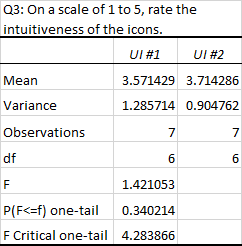 Q3: On a scale of 1 to 5, rate the
intuitiveness of the icons.
UI #1 UI #2
Mean 3.571429 3.714286
Variance 1.285714 0.904762
Observations 7 7
df 6 6
F 1.421053
P(F<=f) one-tail 0.340214
F Critical one-tail 4.283866